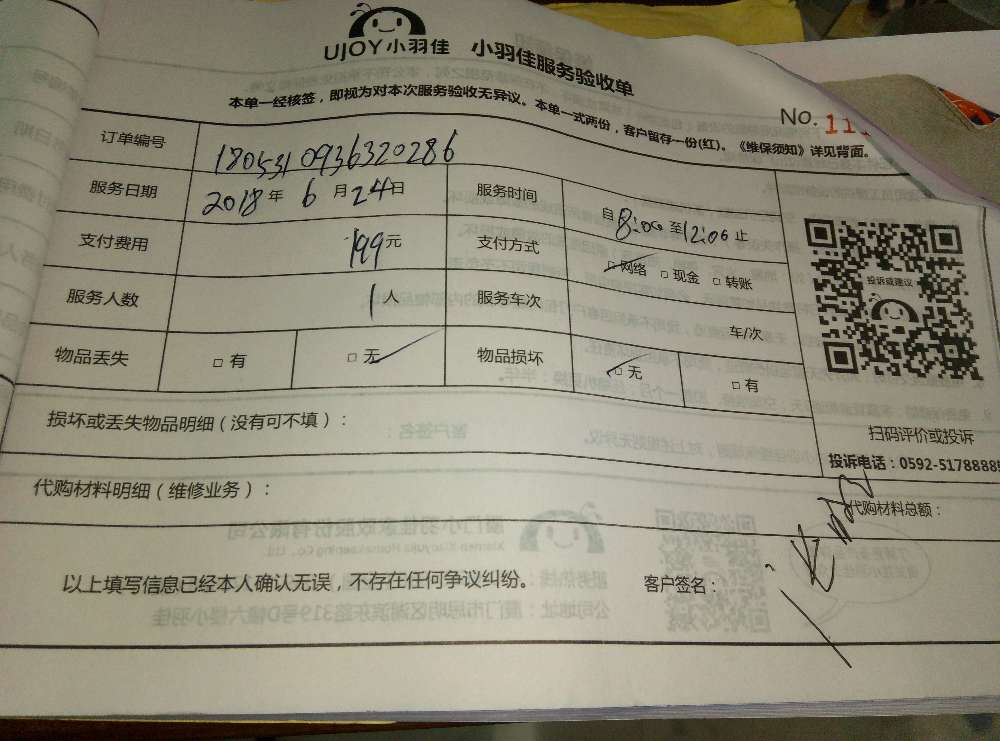 UJOY小羽佳 小羽佳服务验收单
本单一经核签，即视为对本次服务验收无异议。本单一式两份，客户留存一份(红)。《维保须知》详见背面。
No. 11
订单编号 180531093632028​6
服务日期 2018年6月24日 服务时间 自8:00至12:00止
支付费用 199元 支付方式 □网络 □现金 □转账
服务人数 1人 服务车次 车/次
物品丢失 □有 □无 物品损坏 □无 □有
投诉或建议
扫码评价或投诉
投诉电话：0592-5178888
损坏或丢失物品明细（没有可不填）：
代购材料明细（维修业务）： 代购材料总额：
以上填写信息已经本人确认无误，不存在任何争议纠纷。 客户签名：